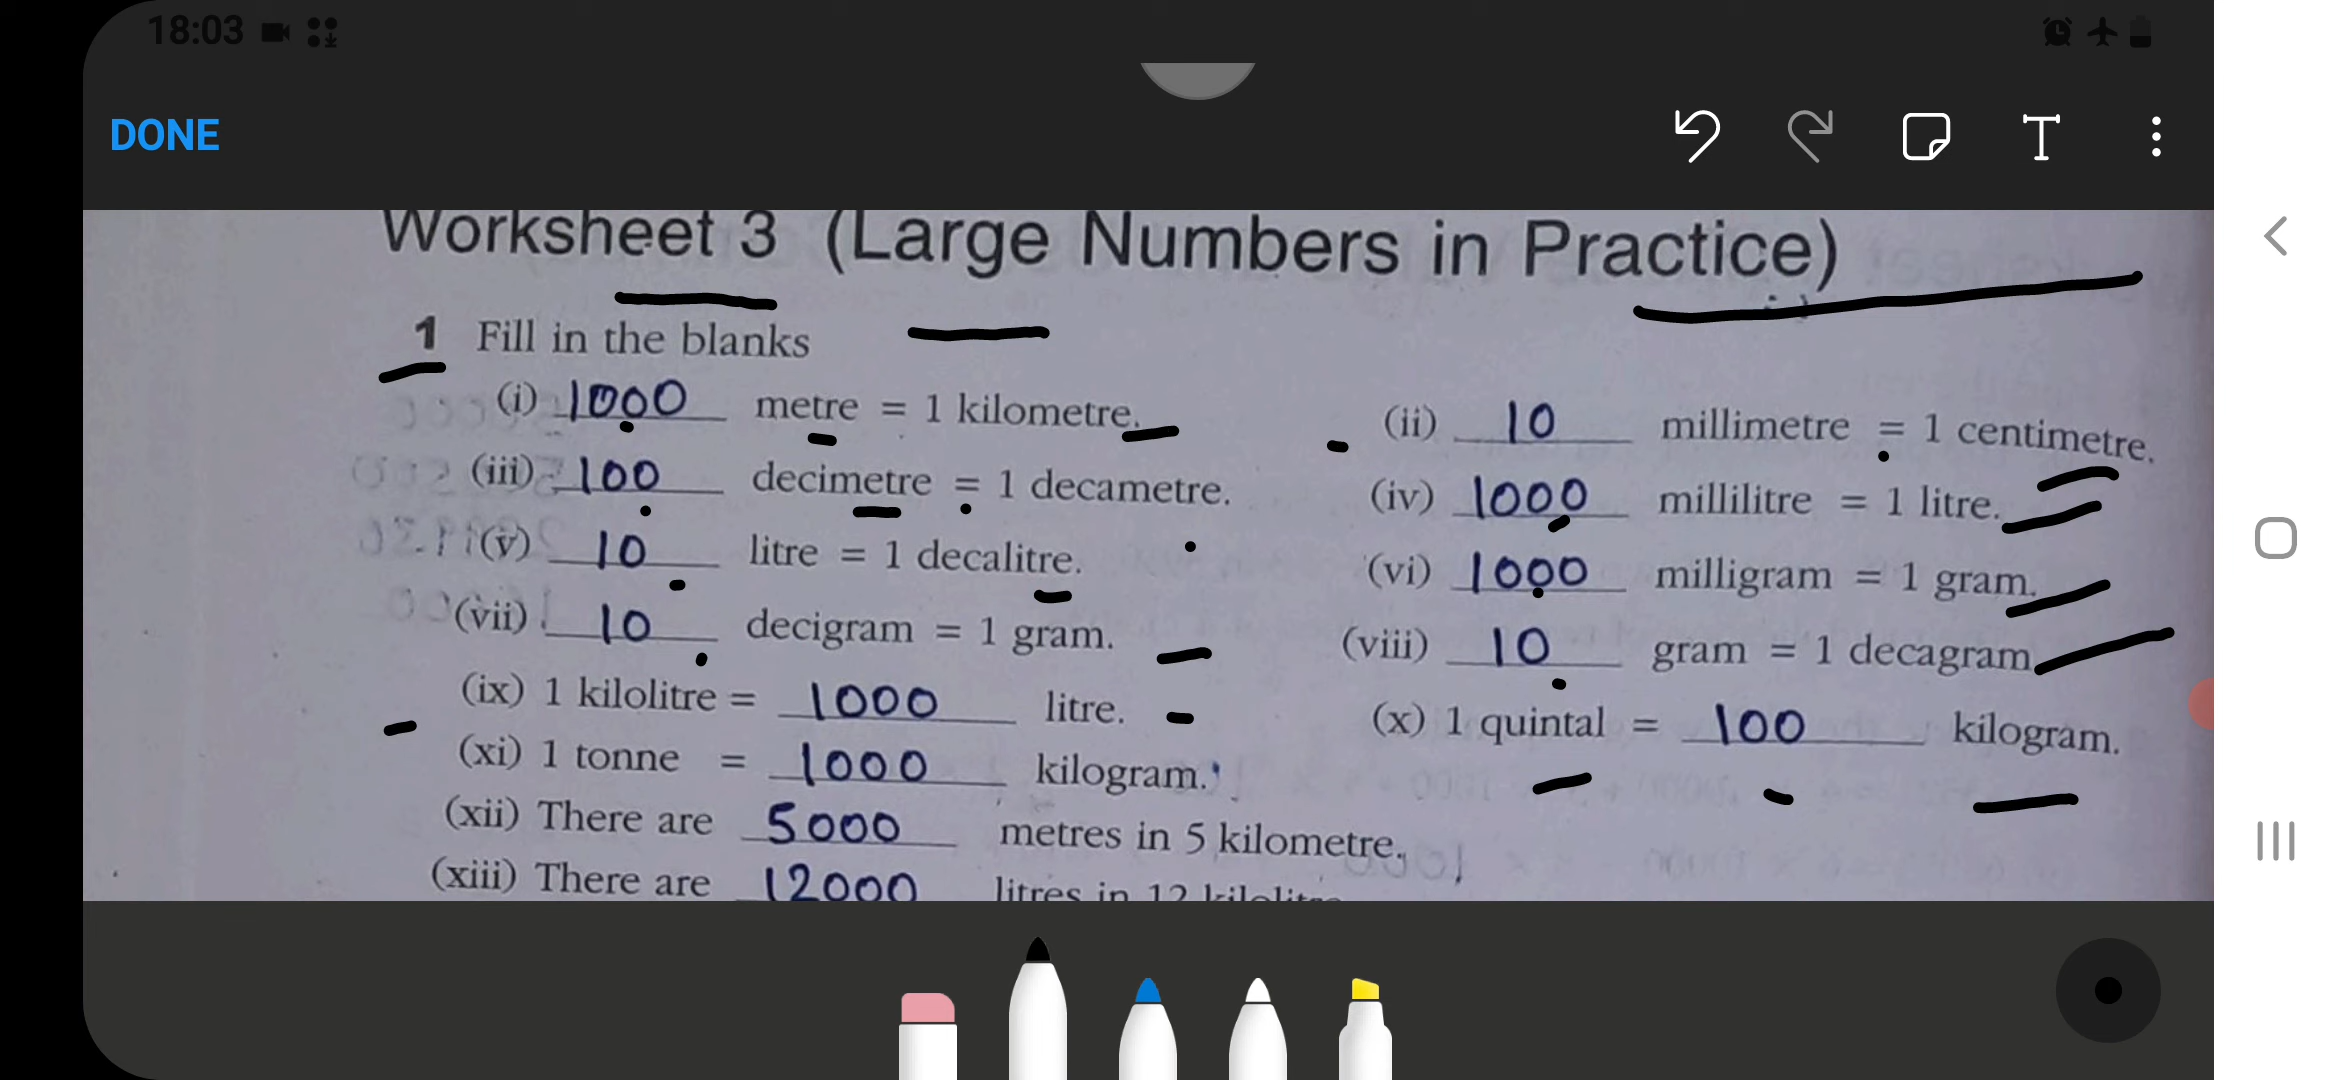 18:03
DONE
T
Worksheet 3 (Large Numbers in Practice)
1 Fill in the blanks
(i) 1000 metre = 1 kilometre.
(ii) 10 millimetre = 1 centimetre.
(iii) 100 decimetre = 1 decametre.
(iv) 1000 millilitre = 1 litre.
(v) 10 litre = 1 decalitre.
(vi) 1000 milligram = 1 gram.
(vii) 10 decigram = 1 gram.
(viii) 10 gram = 1 decagram.
(ix) 1 kilolitre = 1000 litre.
(x) 1 quintal = 100 kilogram.
(xi) 1 tonne = 1000 kilogram.
(xii) There are 5000 metres in 5 kilometre.
(xiii) There are 12000 litres in 12 kilolitre